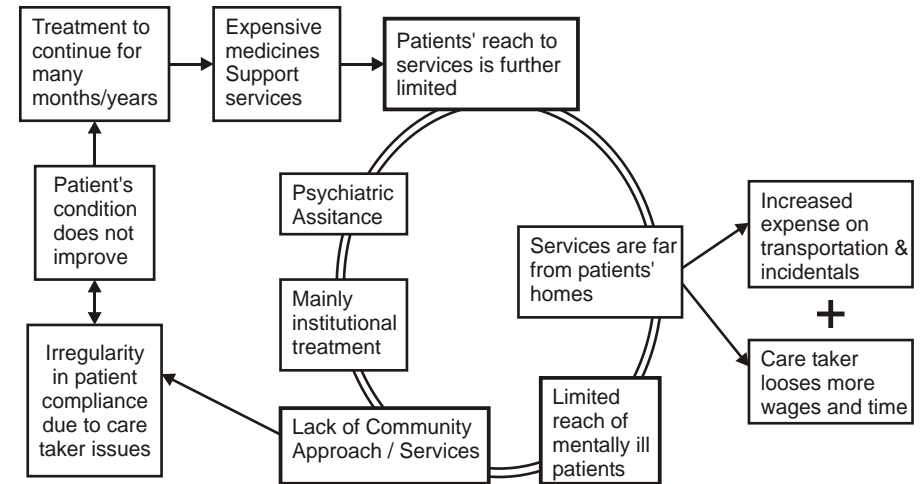 Treatment to
continue for
many
months/years
Expensive
medicines
Support
services
Patients' reach to
services is further
limited
Patient's
condition
does not
improve
Psychiatric
Assitance
Services are far
from patients'
homes
Increased
expense on
transportation &
incidentals
+
Mainly
institutional
treatment
Irregularity
in patient
compliance
due to care
taker issues
Care taker
looses more
wages and time
Lack of Community
Approach / Services
Limited
reach of
mentally ill
patients